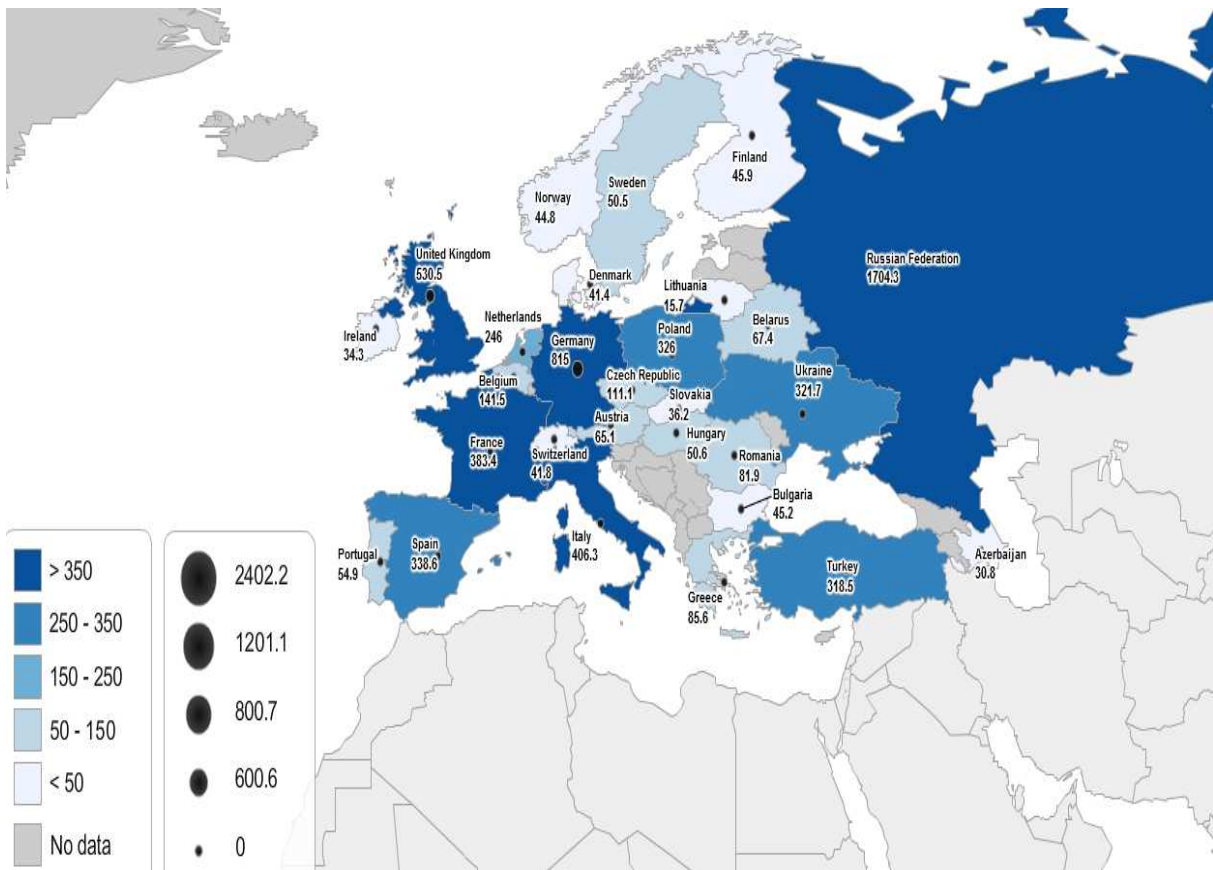 Finland
45.9
Sweden
50.5
Norway
44.8
United Kingdom
530.5
Russian Federation
1704.3
Denmark
41.4
Lithuania
15.7
Netherlands
246
Belarus
67.4
Ireland
34.3
Germany
815
Poland
326
Ukraine
321.7
Belgium
141.5
Czech Republic
111.1
Slovakia
36.2
Austria
65.1
Hungary
50.6
France
383.4
Switzerland
41.8
Romania
81.9
Bulgaria
45.2
Portugal
54.9
Spain
338.6
Italy
406.3
Azerbaijan
30.8
Turkey
318.5
Greece
85.6
> 350
250 - 350
150 - 250
50 - 150
< 50
No data
2402.2
1201.1
800.7
600.6
0